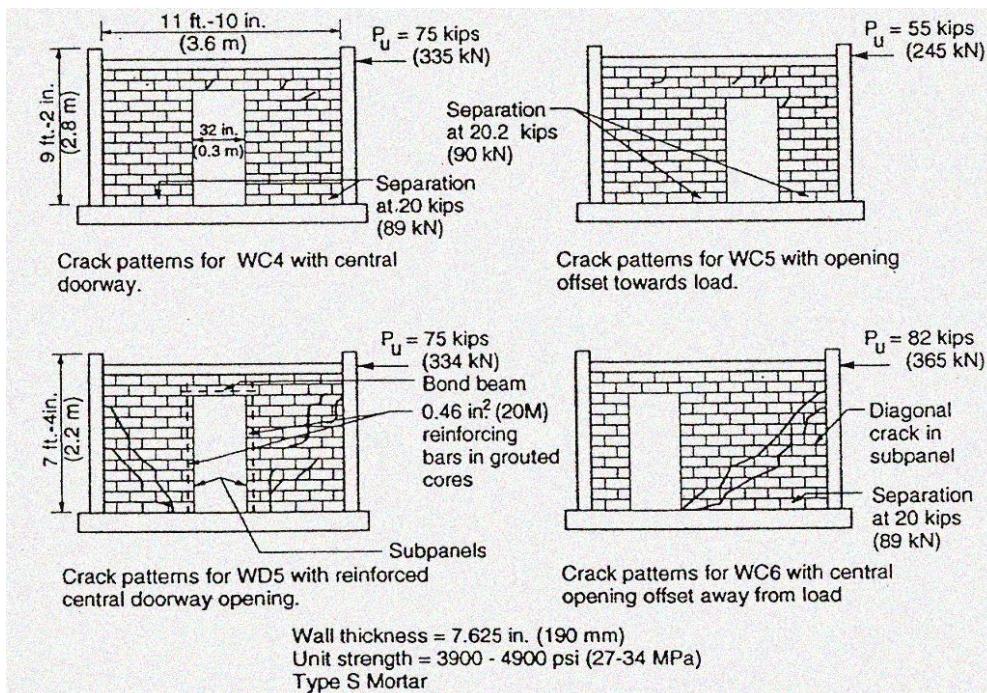 11 ft.-10 in.
(3.6 m)
9 ft.-2 in.
(2.8 m)
P_u = 75 kips
(335 kN)
32 in.
(0.3 m)
Separation
at 20 kips
(89 kN)
Crack patterns for WC4 with central
doorway.
P_u = 55 kips
(245 kN)
Separation
at 20.2 kips
(90 kN)
Crack patterns for WC5 with opening
offset towards load.
7 ft.-4in.
(2.2 m)
P_u = 75 kips
(334 kN)
Bond beam
0.46 in.² (20M)
reinforcing
bars in grouted
cores
Subpanels
Crack patterns for WD5 with reinforced
central doorway opening.
P_u = 82 kips
(365 kN)
Diagonal
crack in
subpanel
Separation
at 20 kips
(89 kN)
Crack patterns for WC6 with central
opening offset away from load
Wall thickness = 7.625 in. (190 mm)
Unit strength = 3900 - 4900 psi (27-34 MPa)
Type S Mortar